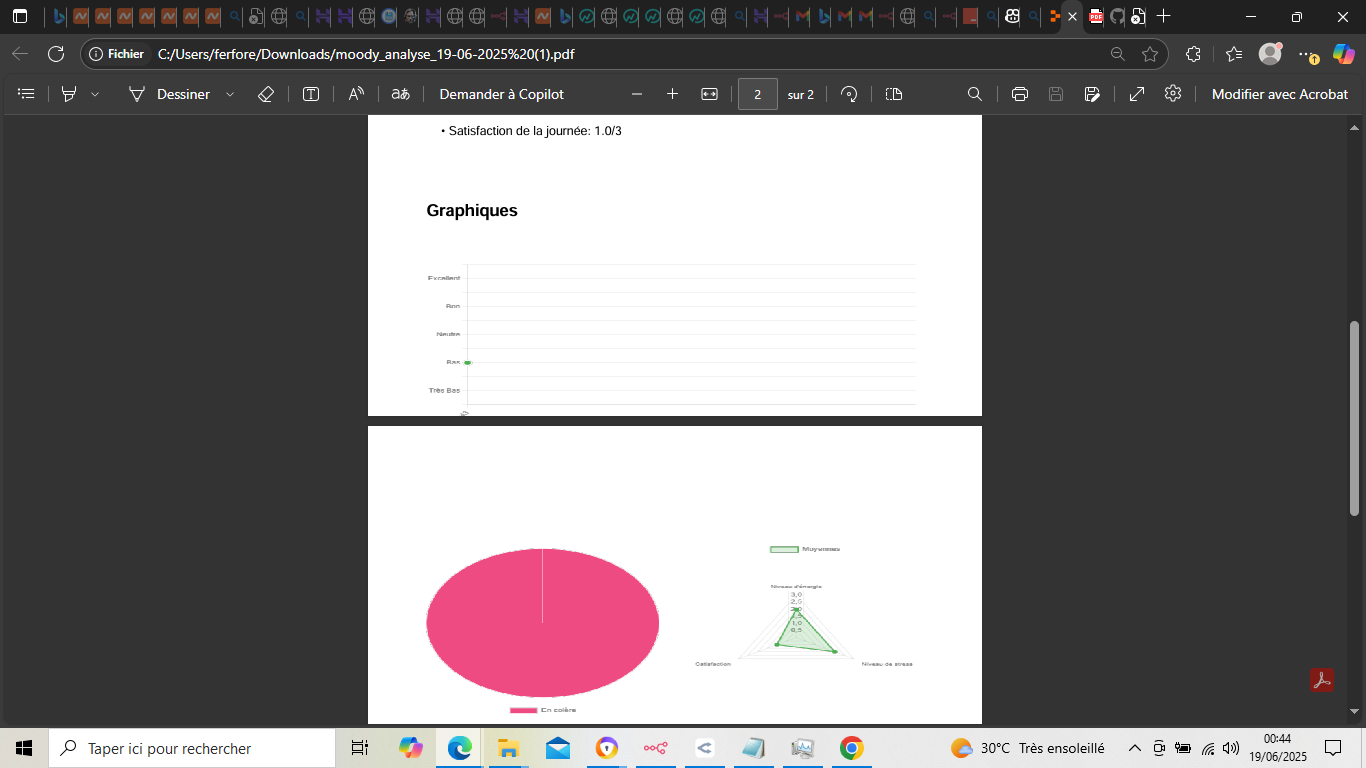 Fichier C:/Users/ferfore/Downloads/moody_analyse_19-06-2025%20(1).pdf
Dessiner aあ Demander à Copilot 2 sur 2 Modifier avec Acrobat
• Satisfaction de la journée: 1.0/3
Graphiques
Excellent
Bon
Neutre
Bas
Très Bas
Moyennes
Niveau d'énergie
3,0
2,5
2,0
1,5
1,0
0,5
Satisfaction
Niveau de stress
En colère
Taper ici pour rechercher
30°C Très ensoleillé
00:44
19/06/2025